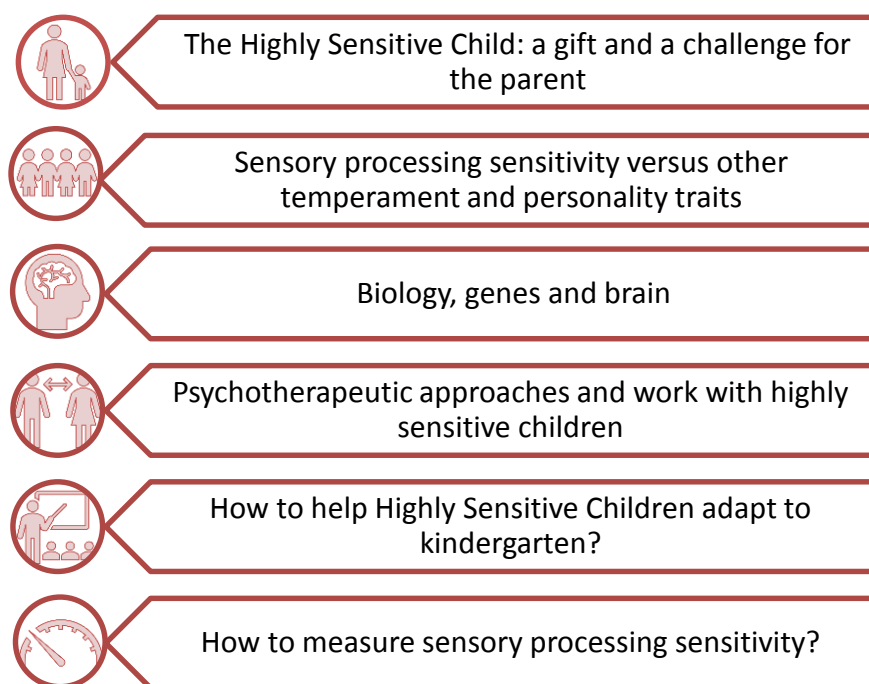 The Highly Sensitive Child: a gift and a challenge for
the parent
Sensory processing sensitivity versus other
temperament and personality traits
Biology, genes and brain
Psychotherapeutic approaches and work with highly
sensitive children
How to help Highly Sensitive Children adapt to
kindergarten?
How to measure sensory processing sensitivity?